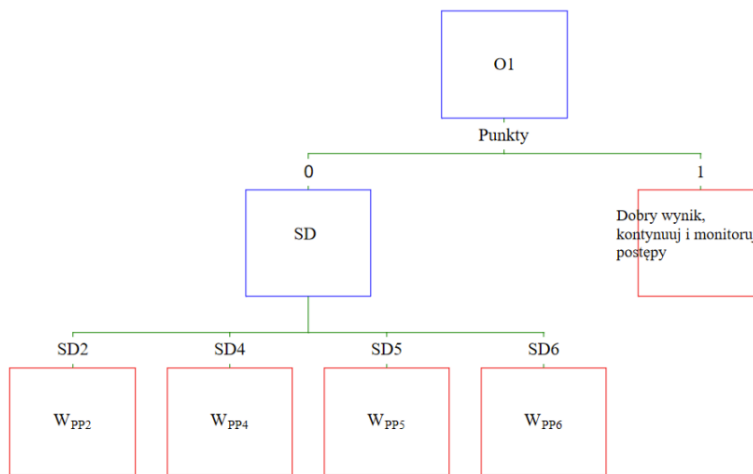 O1
Punkty
0 1
SD
Dobry wynik,
kontynuuj i monitoruj
postępy
SD2 SD4 SD5 SD6
WPP2 WPP4 WPP5 WPP6